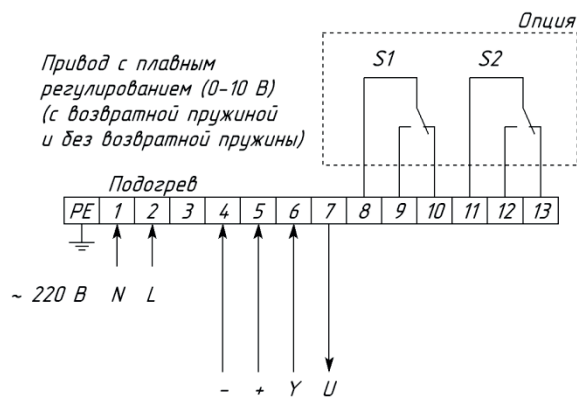 Опция
S1 S2
Привод с плавным
регулированием (0-10 В)
(с возвратной пружиной
и без возвратной пружины)
Подогрев
PE 1 2 3 4 5 6 7 8 9 10 11 12 13
~ 220 В N L
- + Y U